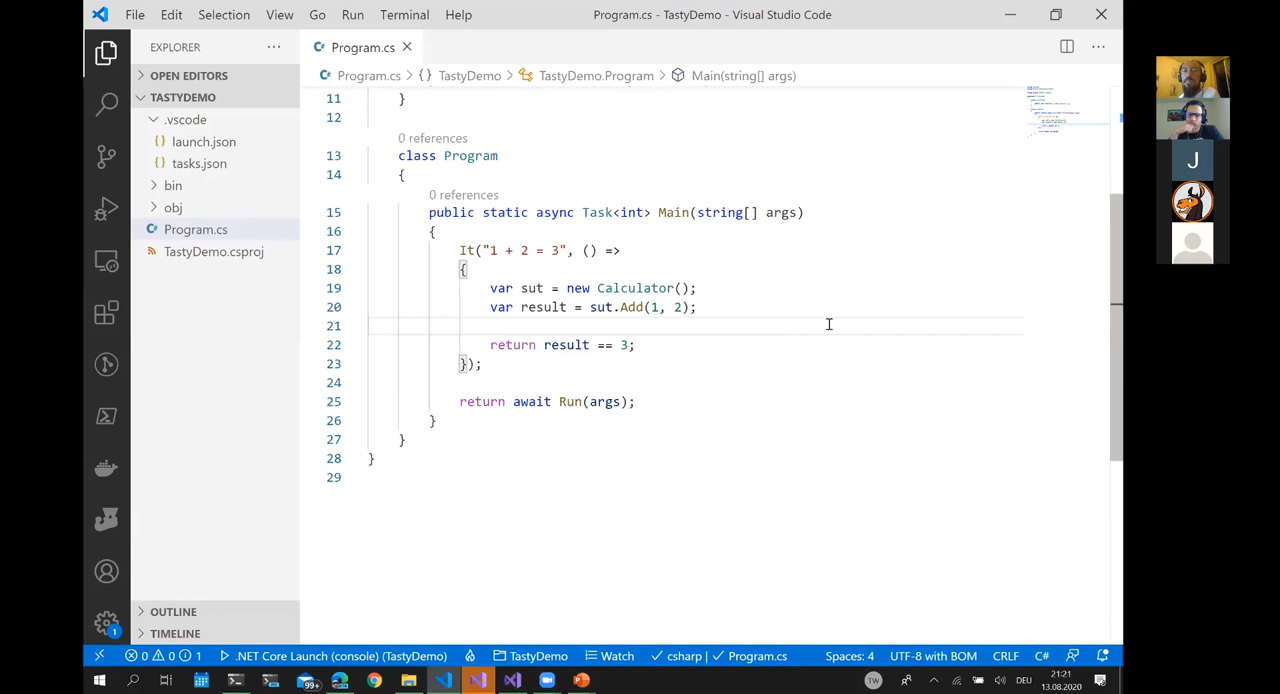 File Edit Selection View Go Run Terminal Help Program.cs - TastyDemo - Visual Studio Code
EXPLORER
Program.cs
OPEN EDITORS
TASTYDEMO
.vscode
launch.json
tasks.json
bin
obj
Program.cs
TastyDemo.csproj
OUTLINE
TIMELINE
Program.cs > {} TastyDemo > TastyDemo.Program > Main(string[] args)
11 }
12
0 references
13 class Program
14 {
0 references
15 public static async Task<int> Main(string[] args)
16 {
17 It("1 + 2 = 3", () =>
18 {
19 var sut = new Calculator();
20 var result = sut.Add(1, 2);
21
22 return result == 3;
23 });
24
25 return await Run(args);
26 }
27 }
28 }
29
J
1
0 0 1 .NET Core Launch (console) (TastyDemo) TastyDemo Watch csharp | Program.cs Spaces: 4 UTF-8 with BOM CRLF C#
99+ TW DEU 21:21
13.08.2020